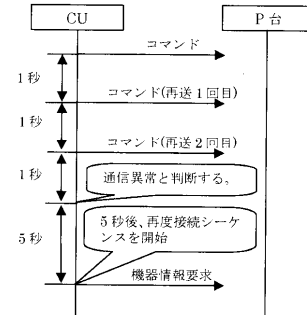 CU
P台
コマンド
1秒
コマンド(再送1回目)
1秒
コマンド(再送2回目)
1秒
通信異常と判断する。
5秒後、再度接続シーケ
ンスを開始
5秒
機器情報要求